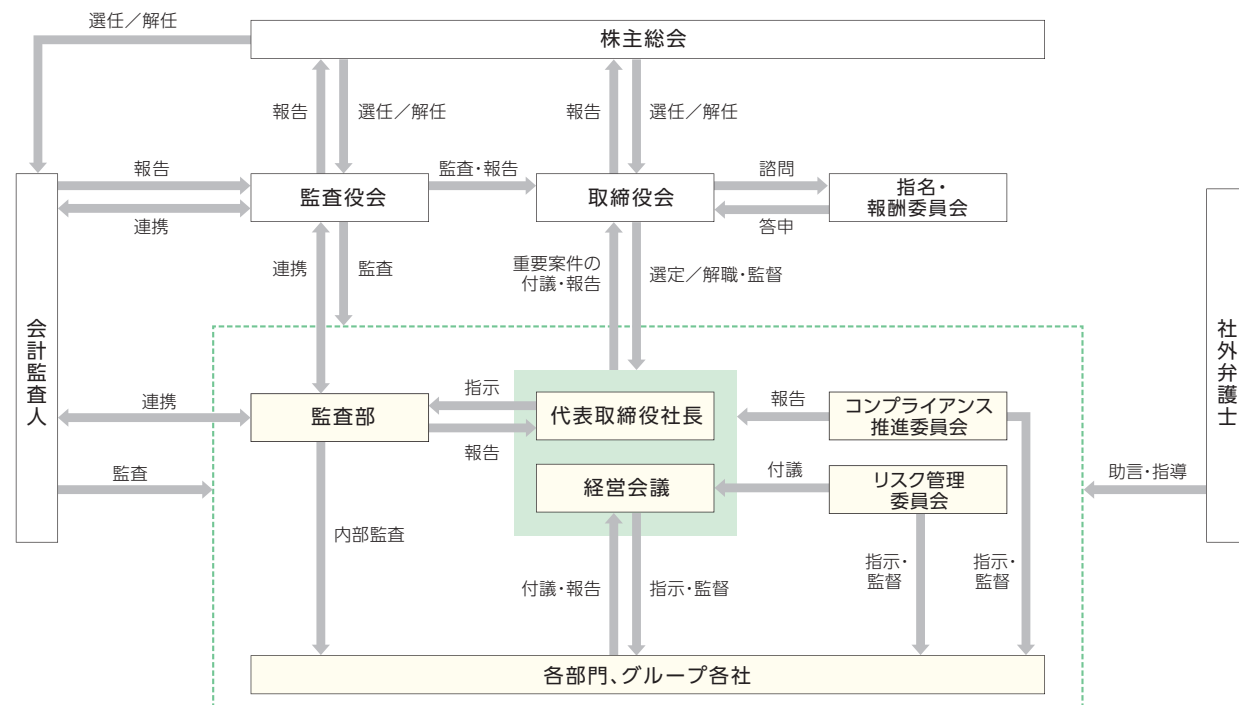 選任／解任
株主総会
報告
選任／解任
報告
選任／解任
報告
監査役会
監査・報告
取締役会
諮問
指名・
報酬委員会
連携
答申
連携
監査
重要案件の
付議・報告
選定／解職・監督
会計監査人
社外弁護士
連携
監査部
指示
報告
代表取締役社長
報告
コンプライアンス
推進委員会
監査
経営会議
付議
リスク管理
委員会
助言・指導
内部監査
付議・報告
指示・監督
指示・
監督
指示・
監督
各部門、グループ各社